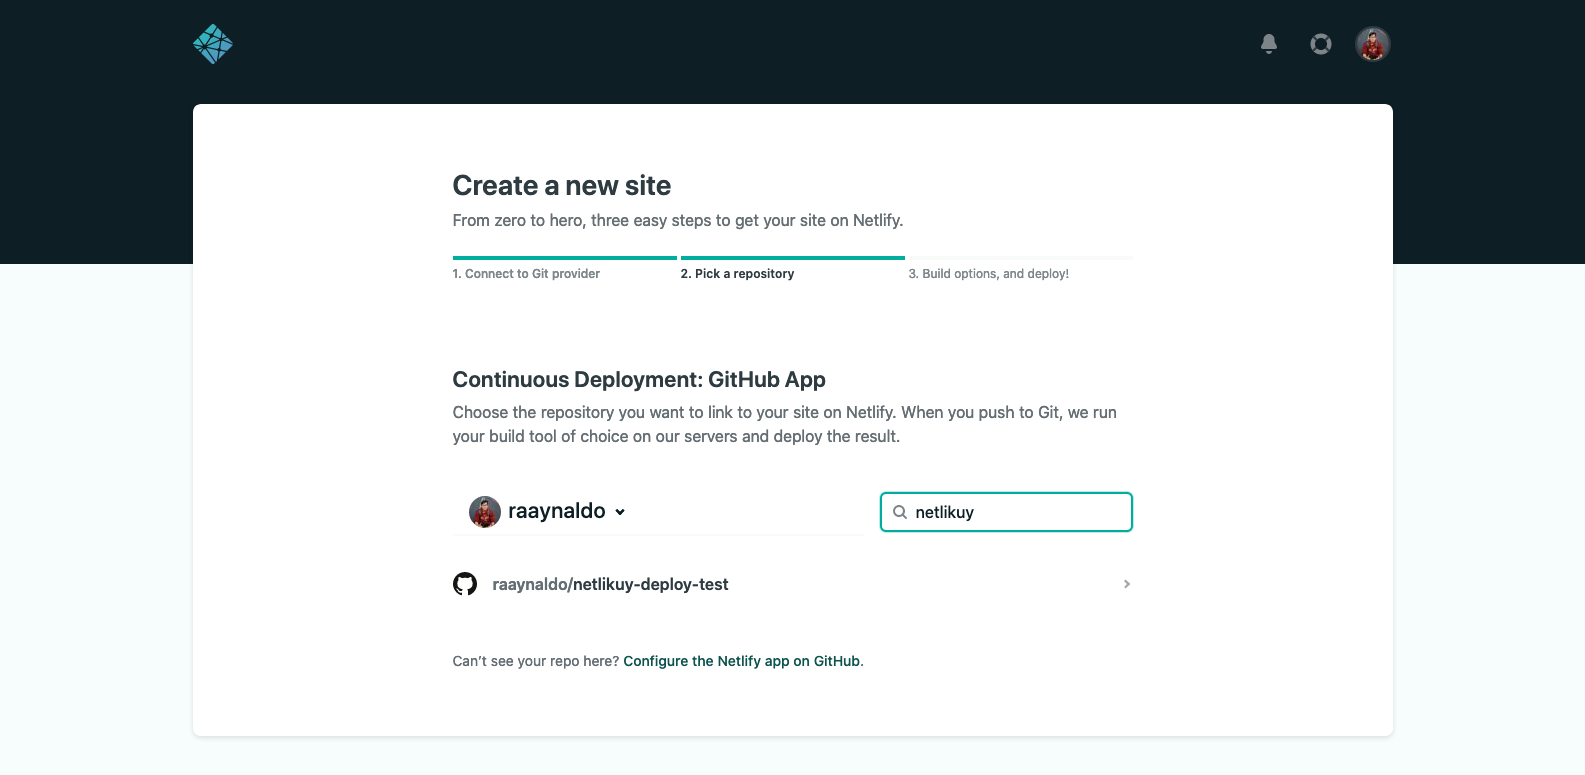 Create a new site
From zero to hero, three easy steps to get your site on Netlify.
1. Connect to Git provider
2. Pick a repository
3. Build options, and deploy!
Continuous Deployment: GitHub App
Choose the repository you want to link to your site on Netlify. When you push to Git, we run
your build tool of choice on our servers and deploy the result.
raaynaldo
netlikuy
raaynaldo/netlikuy-deploy-test
Can’t see your repo here? Configure the Netlify app on GitHub.